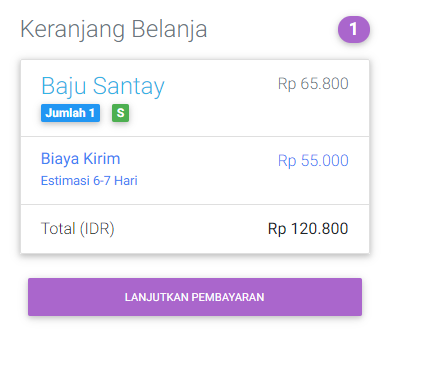 Keranjang Belanja 1
Baju Santay Rp 65.800
Jumlah 1 S
Biaya Kirim Rp 55.000
Estimasi 6-7 Hari
Total (IDR) Rp 120.800
LANJUTKAN PEMBAYARAN